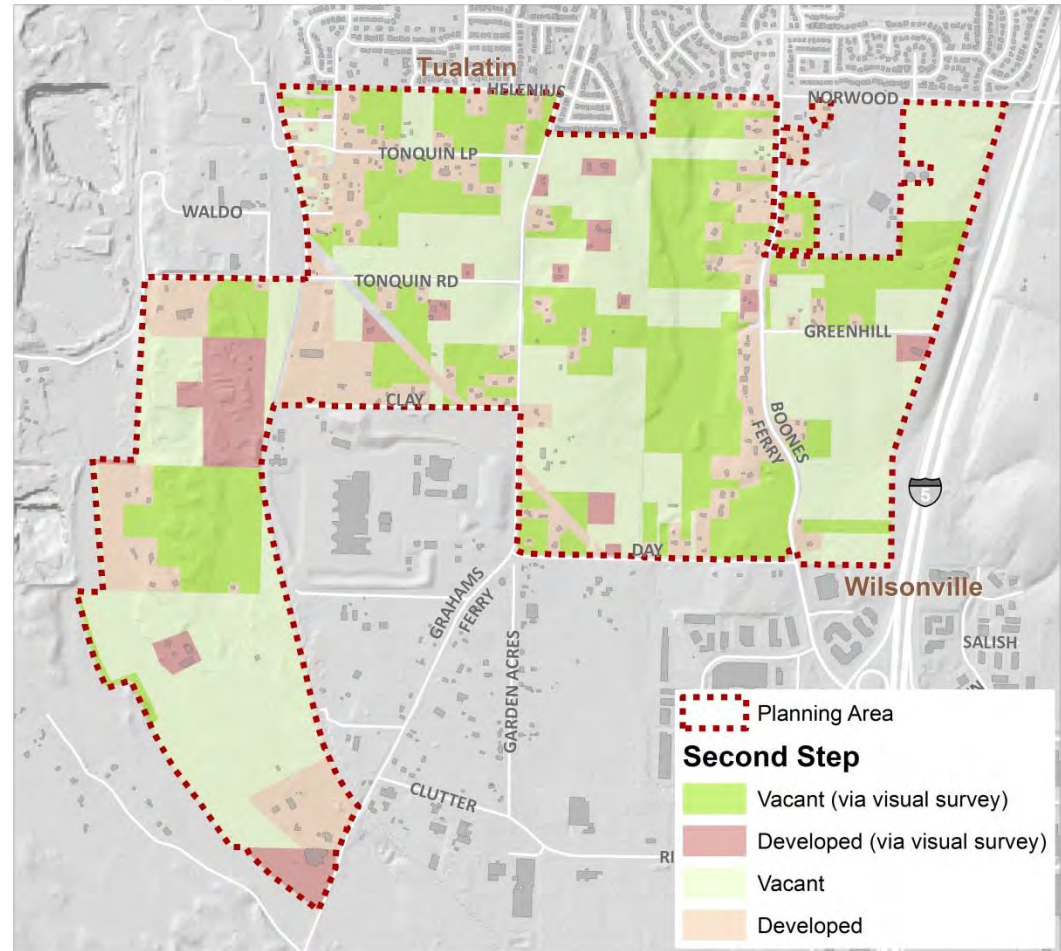 Tualatin
HELENIUS
NORWOOD
TONQUIN LP
WALDO
TONQUIN RD
GREENHILL
CLAY
BOONES
FERRY
5
DAY
Wilsonville
GRAHAMS
FERRY
GARDEN ACRES
SALISH
CLUTTER
Planning Area
Second Step
Vacant (via visual survey)
Developed (via visual survey)
Vacant
Developed